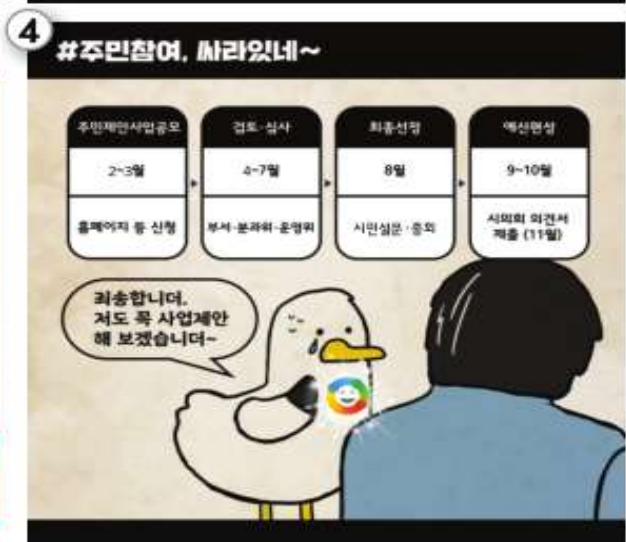 4
#주민참여, 싸라있네~
주민제안사업공모
2~3월
홈페이지 등 신청
검토·심사
4~7월
부서·분과위·운영위
최종선정
8월
시민설문·총회
예산편성
9~10월
시의회 의견서
제출 (11월)
죄송합니더.
저도 꼭 사업제안
해 보겠습니더~